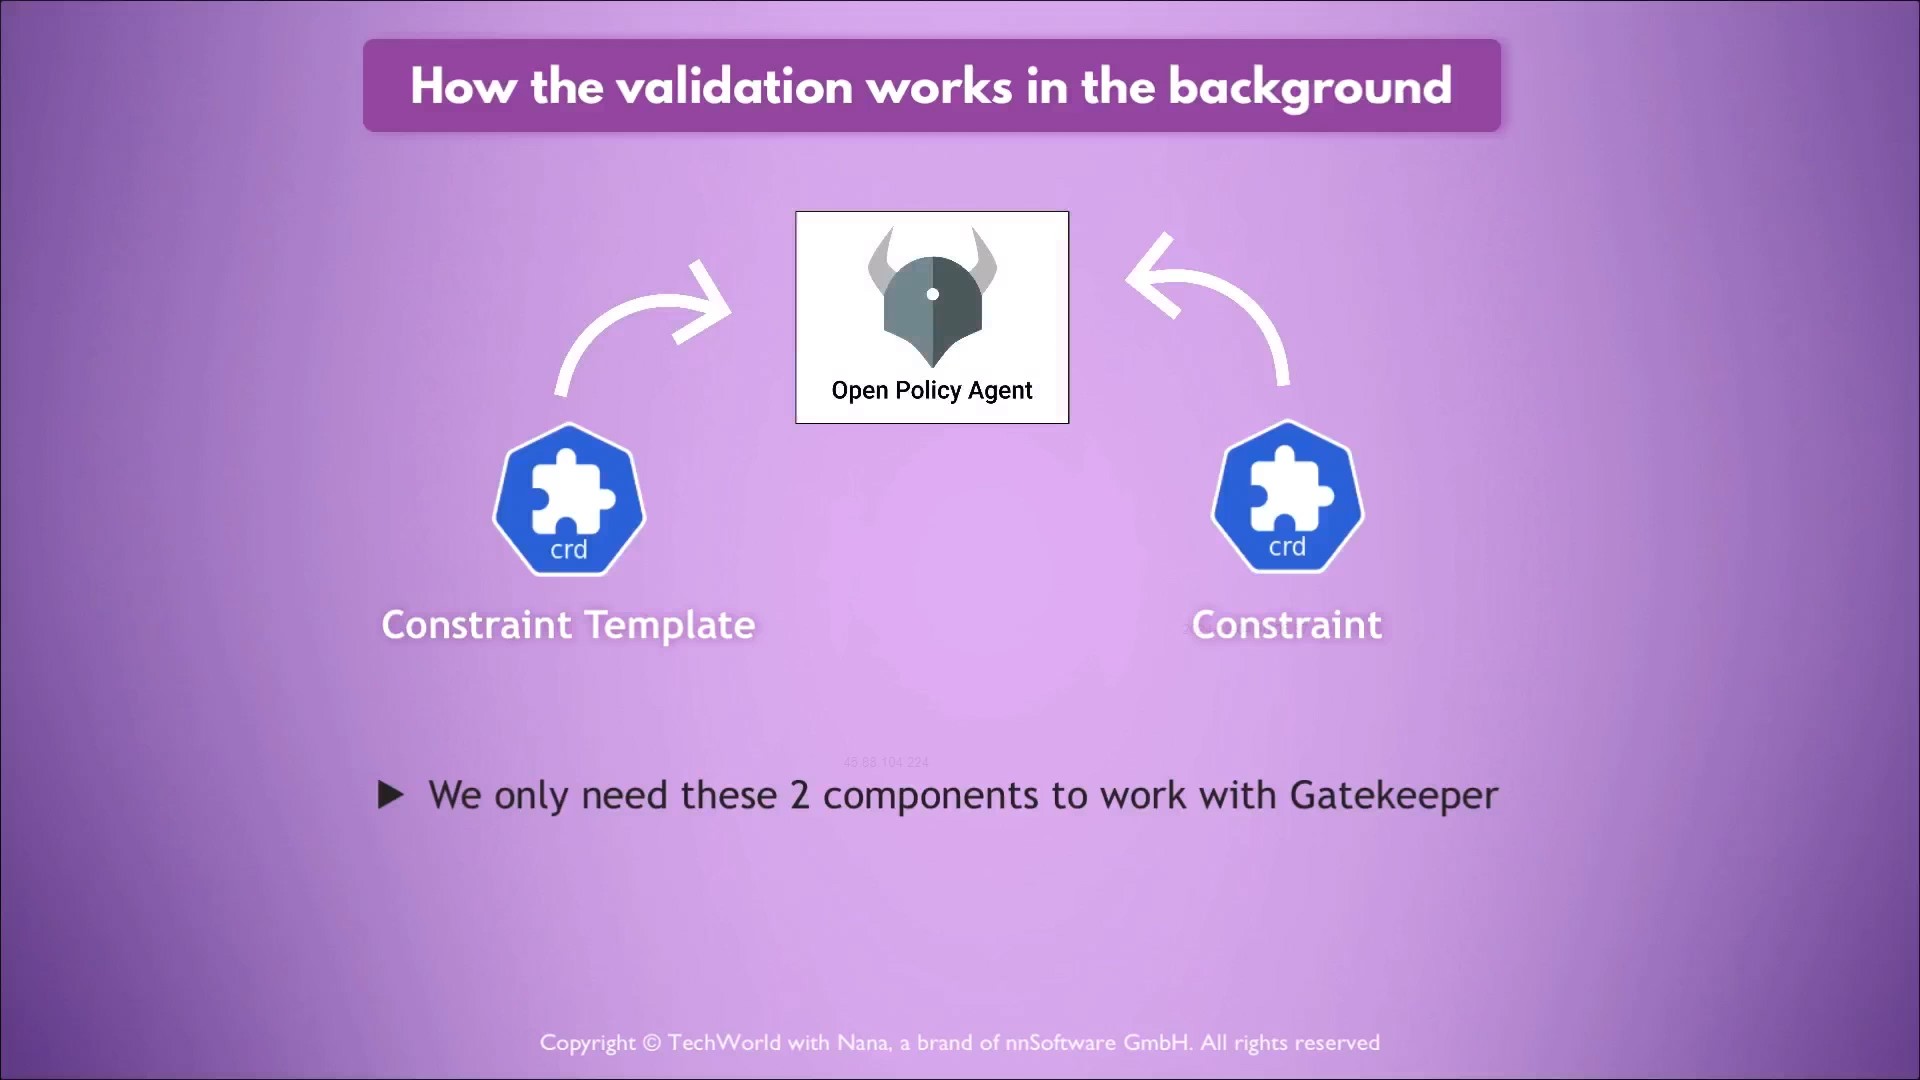 How the validation works in the background
Open Policy Agent
crd
crd
Constraint Template
Constraint
45.88.104.224
▶ We only need these 2 components to work with Gatekeeper
Copyright © TechWorld with Nana, a brand of nnSoftware GmbH. All rights reserved